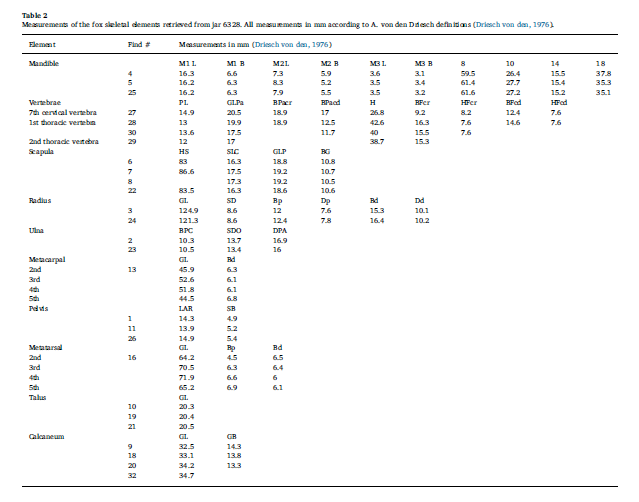 Table 2
Measurements of the fox skeletal elements retrieved from jar 6328. All measurements in mm according to A. von den Driesch definitions (Driesch von den, 1976).
Element Find # Measurements in mm (Driesch von den, 1976)
Mandible M1 L M1 B M2L M2 B M3 L M3 B 8 10 14 18
4 16.3 6.6 7.3 5.9 3.6 3.1 59.5 26.4 15.5 37.8
5 16.2 6.3 8.3 5.2 3.5 3.4 61.4 27.7 15.4 35.3
25 16.2 6.3 7.9 5.5 3.5 3.2 61.6 27.2 15.2 35.1
Vertebrae PL GLPa BPacr BPacd H BFcr HFcr BFcd HFcd
7th cervical vertebra 27 14.9 20.5 18.9 17 26.8 9.2 8.2 12.4 7.6
1st thoracic vertebra 28 13 19.9 18.9 12.5 42.6 16.3 7.6 14.6 7.6
30 13.6 17.5 11.7 40 15.5 7.6
2nd thoracic vertebra 29 12 17 38.7 15.3
Scapula HS SLC GLP BG
6 83 16.3 18.8 10.8
7 86.6 17.5 19.2 10.7
8 17.3 19.2 10.5
22 83.5 16.3 18.6 10.6
Radius GL SD Bp Dp Bd Dd
3 124.9 8.6 12 7.6 15.3 10.1
24 121.3 8.6 12.4 7.8 16.4 10.2
Ulna BPC SDO DPA
2 10.3 13.7 16.9
23 10.5 13.4 16
Metacarpal GL Bd
2nd 13 45.9 6.3
3rd 52.6 6.1
4th 51.8 6.1
5th 44.5 6.8
Pelvis LAR SB
1 14.3 4.9
11 13.9 5.2
26 14.9 5.4
Metatarsal GL Bp Bd
2nd 16 64.2 4.5 6.5
3rd 70.5 6.3 6.4
4th 71.9 6.6 6
5th 65.2 6.9 6.1
Talus GL
10 20.3
19 20.4
21 20.5
Calcaneum GL GB
9 32.5 14.3
18 33.1 13.8
20 34.2 13.3
32 34.7